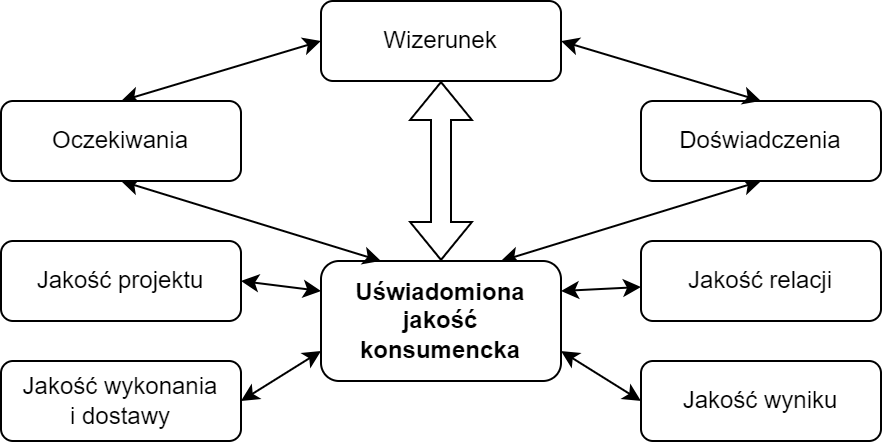 Wizerunek
Oczekiwania
Doświadczenia
Jakość projektu
Uświadomiona
jakość
konsumencka
Jakość relacji
Jakość wykonania
i dostawy
Jakość wyniku